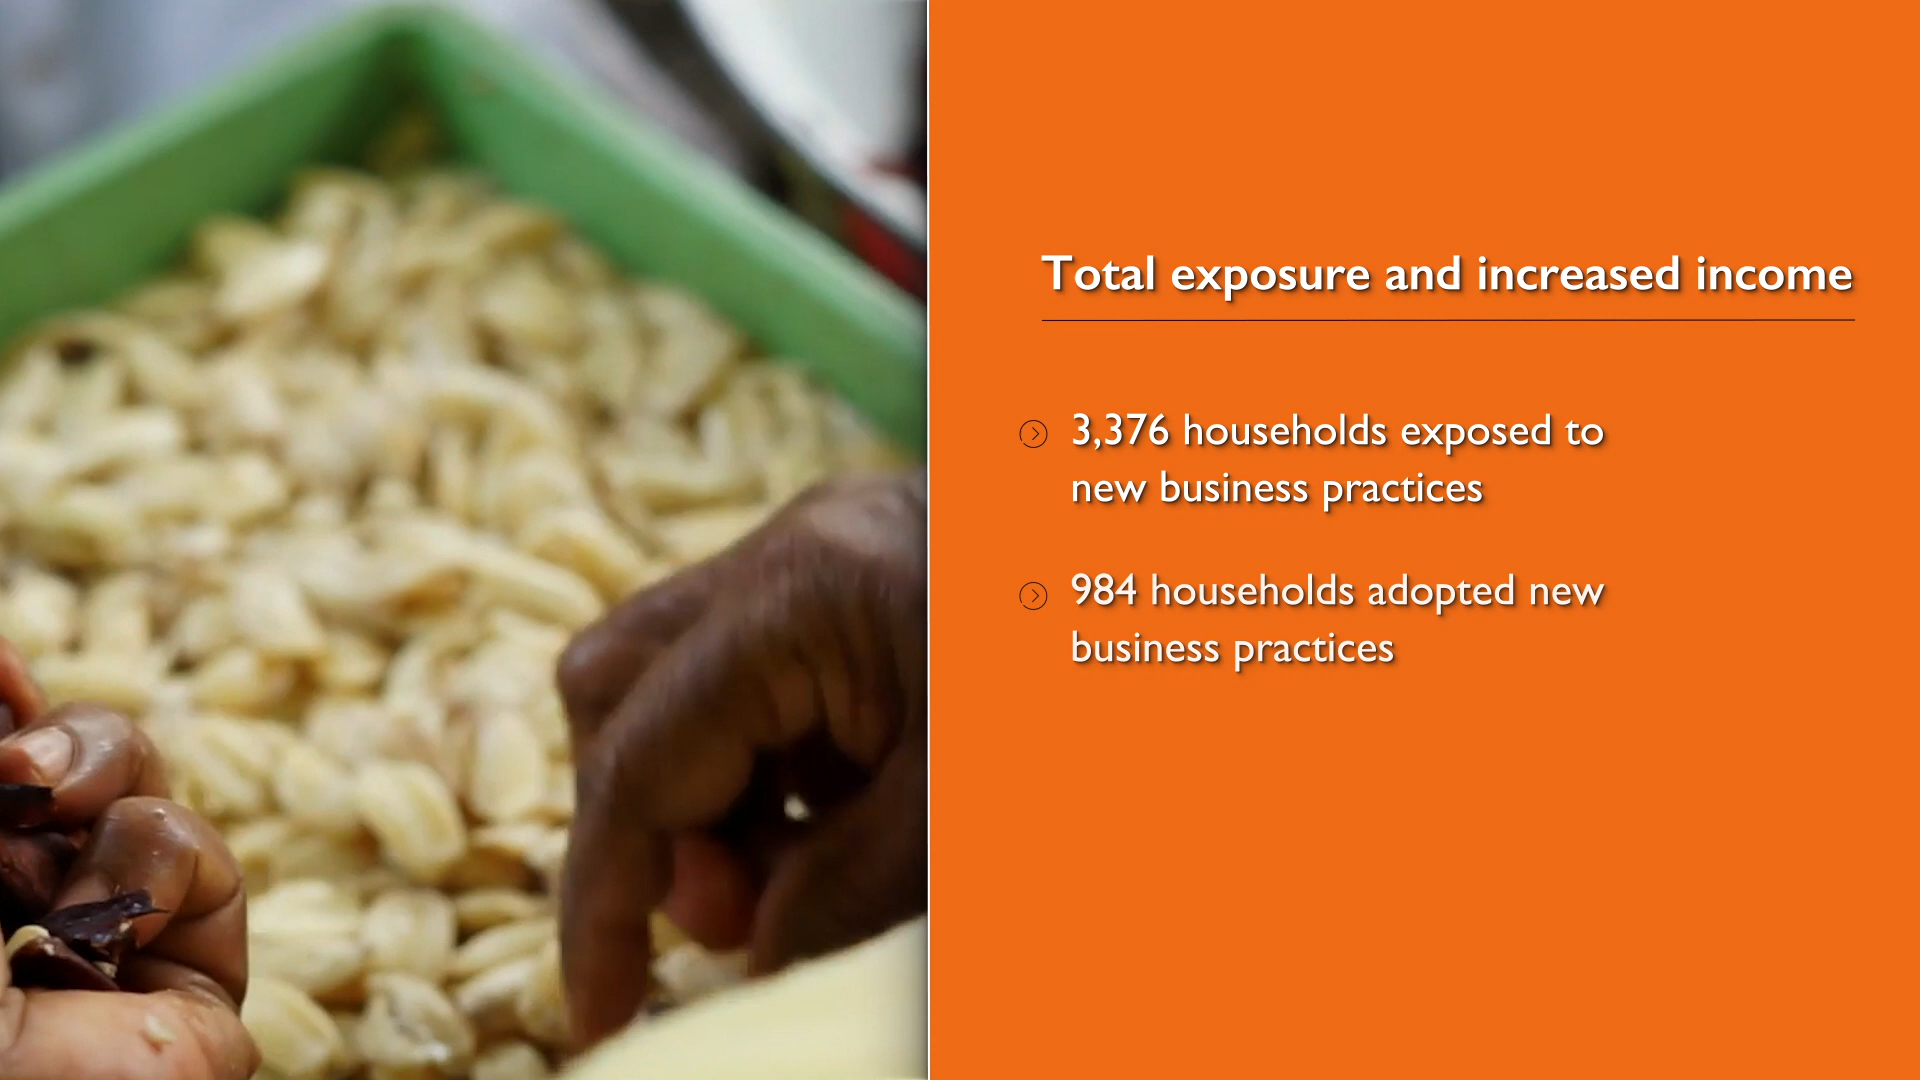 Total exposure and increased income
3,376 households exposed to
new business practices
984 households adopted new
business practices